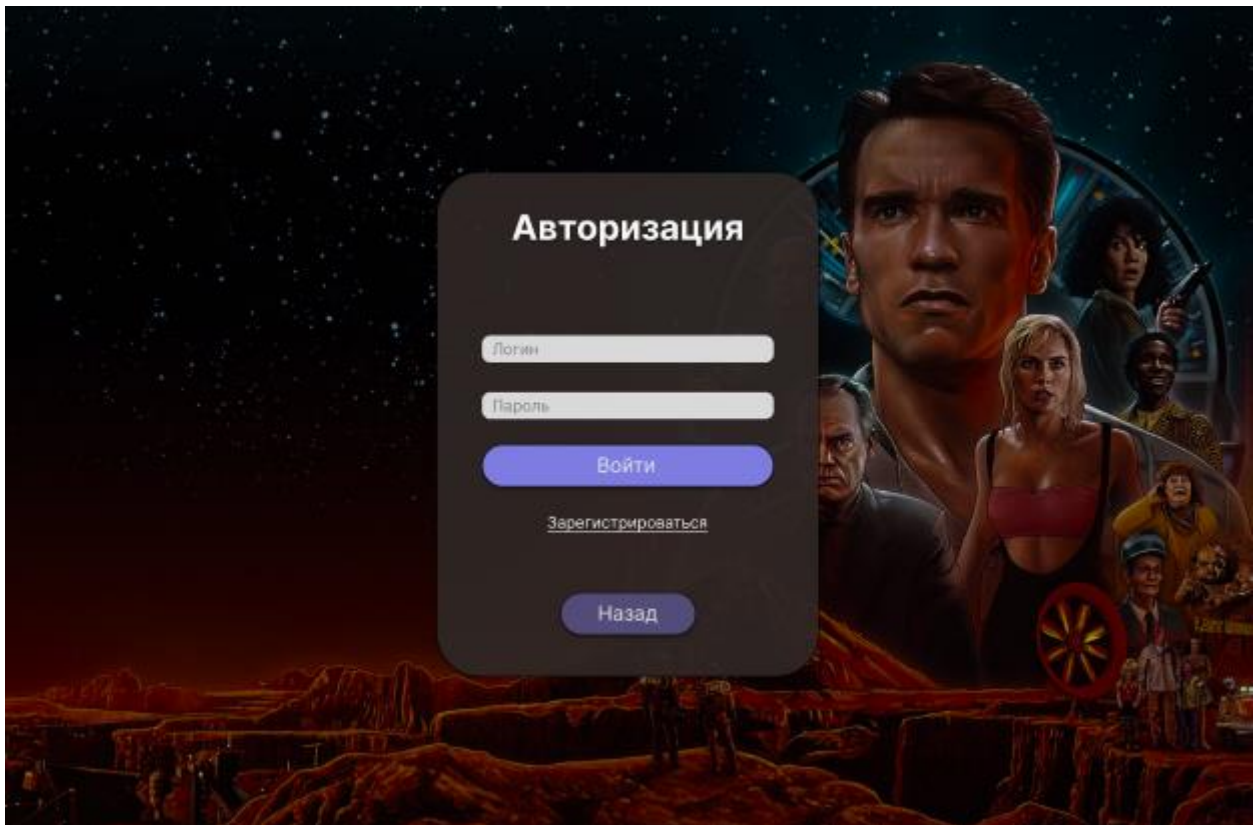 Авторизация
Логин
Пароль
Войти
Зарегистрироваться
Назад